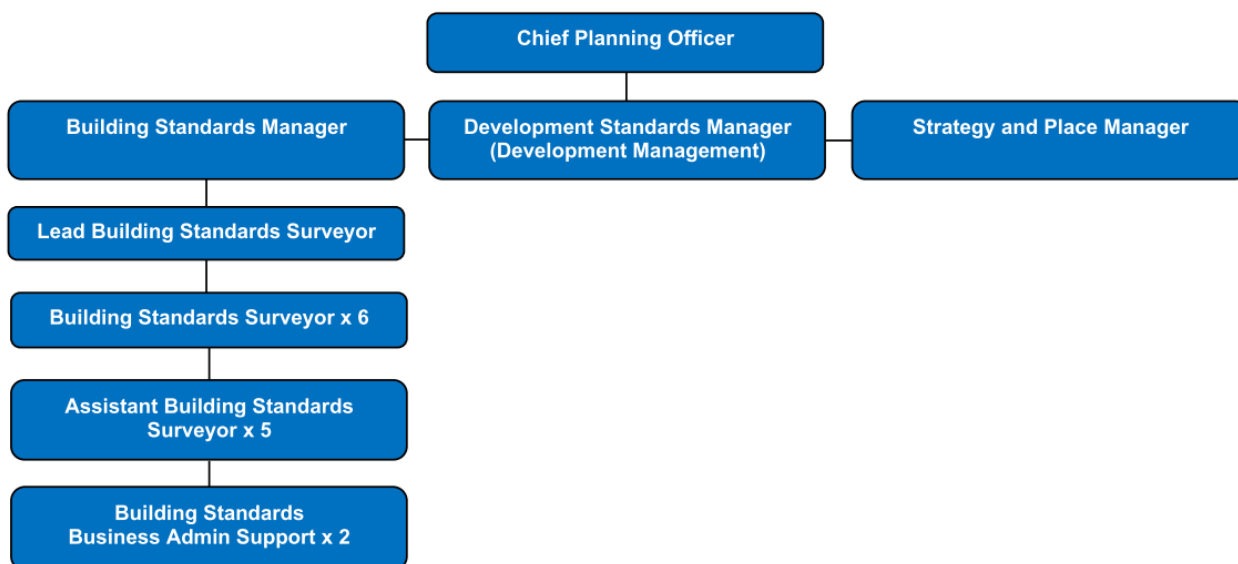 Chief Planning Officer
Building Standards Manager
Development Standards Manager
(Development Management)
Strategy and Place Manager
Lead Building Standards Surveyor
Building Standards Surveyor x 6
Assistant Building Standards
Surveyor x 5
Building Standards
Business Admin Support x 2